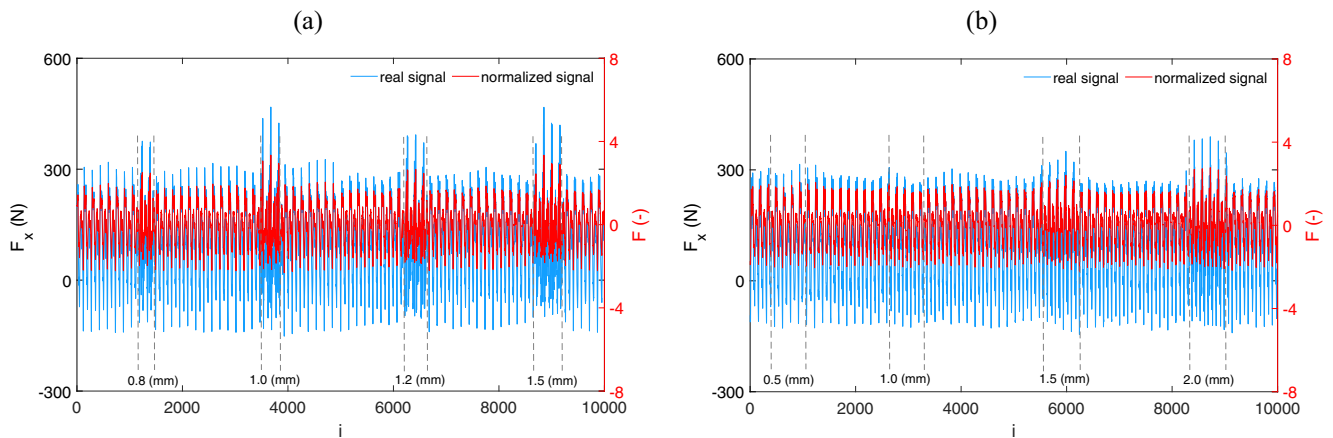 (a)
(b)
600
300
0
-300
F_x (N)
8
4
0
-4
-8
F (-)
real signal
normalized signal
0.8 (mm)
1.0 (mm)
1.2 (mm)
1.5 (mm)
0
2000
4000
6000
8000
10000
i
600
300
0
-300
F_x (N)
8
4
0
-4
-8
F (-)
real signal
normalized signal
0.5 (mm)
1.0 (mm)
1.5 (mm)
2.0 (mm)
0
2000
4000
6000
8000
10000
i